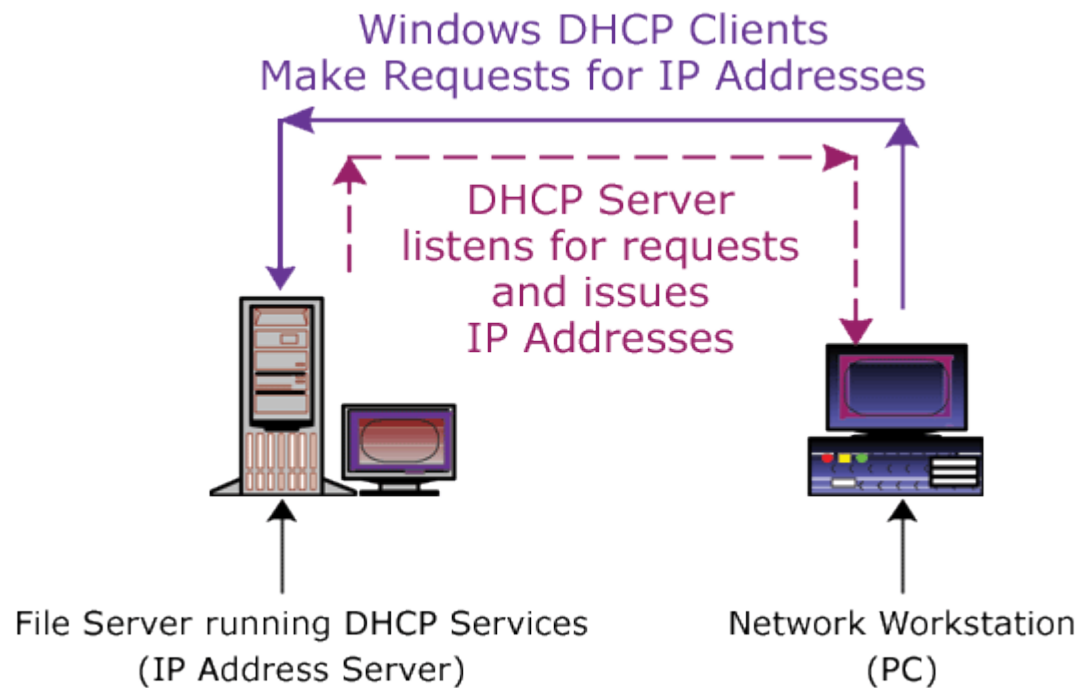 Windows DHCP Clients
Make Requests for IP Addresses
DHCP Server
listens for requests
and issues
IP Addresses
File Server running DHCP Services
(IP Address Server)
Network Workstation
(PC)